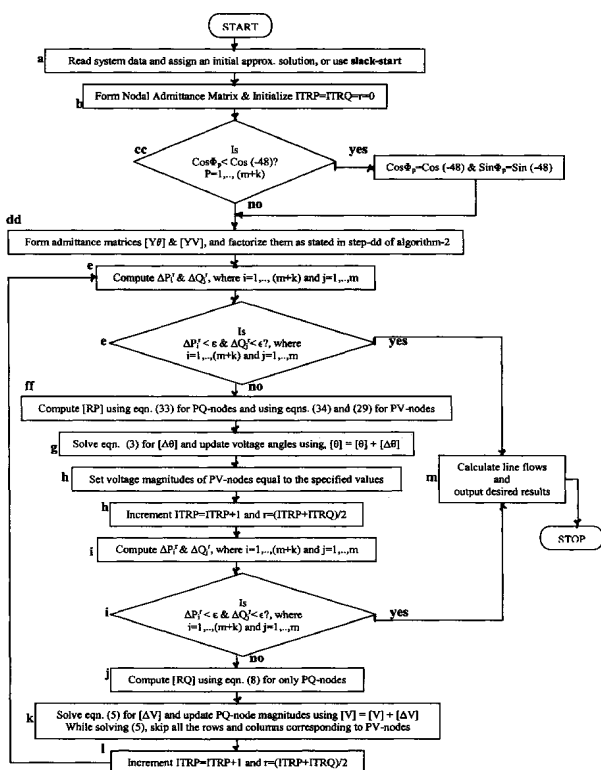 START
a
Read system data and assign an initial approx. solution, or use slack-start
b
Form Nodal Admittance Matrix & Initialize ITRP=ITRQ=r=0
cc
Is
CosΦp< Cos (-48)?
P=1,.., (m+k)
yes
CosΦp=Cos (-48) & SinΦp=Sin (-48)
no
dd
Form admittance matrices [Yθ] & [YV], and factorize them as stated in step-dd of algorithm-2
e
Compute ΔPiʳ & ΔQjʳ, where i=1,.., (m+k) and j=1,..,m
e
Is
ΔPiʳ < ε & ΔQjʳ< ϵ?, where
i=1,..,(m+k) and j=1,..,m
yes
no
ff
Compute [RP] using eqn. (33) for PQ-nodes and using eqns. (34) and (29) for PV-nodes
g
Solve eqn. (3) for [Δθ] and update voltage angles using, [θ] = [θ] + [Δθ]
h
Set voltage magnitudes of PV-nodes equal to the specified values
h
Increment ITRP=ITRP+1 and r=(ITRP+ITRQ)/2
i
Compute ΔPiʳ & ΔQjʳ, where i=1,..,(m+k) and j=1,..,m
i
Is
ΔPiʳ < ε & ΔQjʳ < ϵ?, where
i=1,..,(m+k) and j=1,..,m
yes
no
m
Calculate line flows
and
output desired results
STOP
j
Compute [RQ] using eqn. (8) for only PQ-nodes
k
Solve eqn. (5) for [ΔV] and update PQ-node magnitudes using [V] = [V] + [ΔV]
While solving (5), skip all the rows and columns corresponding to PV-nodes
l
Increment ITRP=ITRP+1 and r=(ITRP+ITRQ)/2